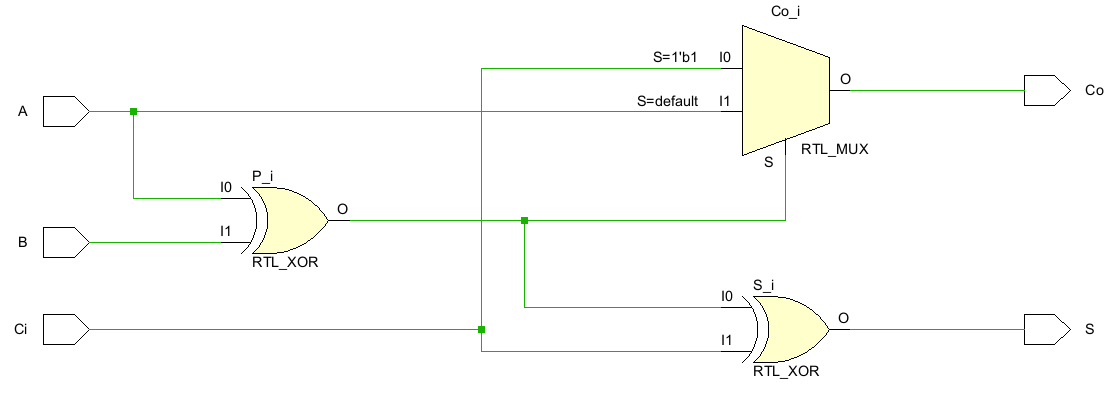 Co_i
S=1'b1
I0
O
Co
A
S=default
I1
S
RTL_MUX
P_i
I0
O
B
I1
RTL_XOR
S_i
I0
O
Ci
S
I1
RTL_XOR